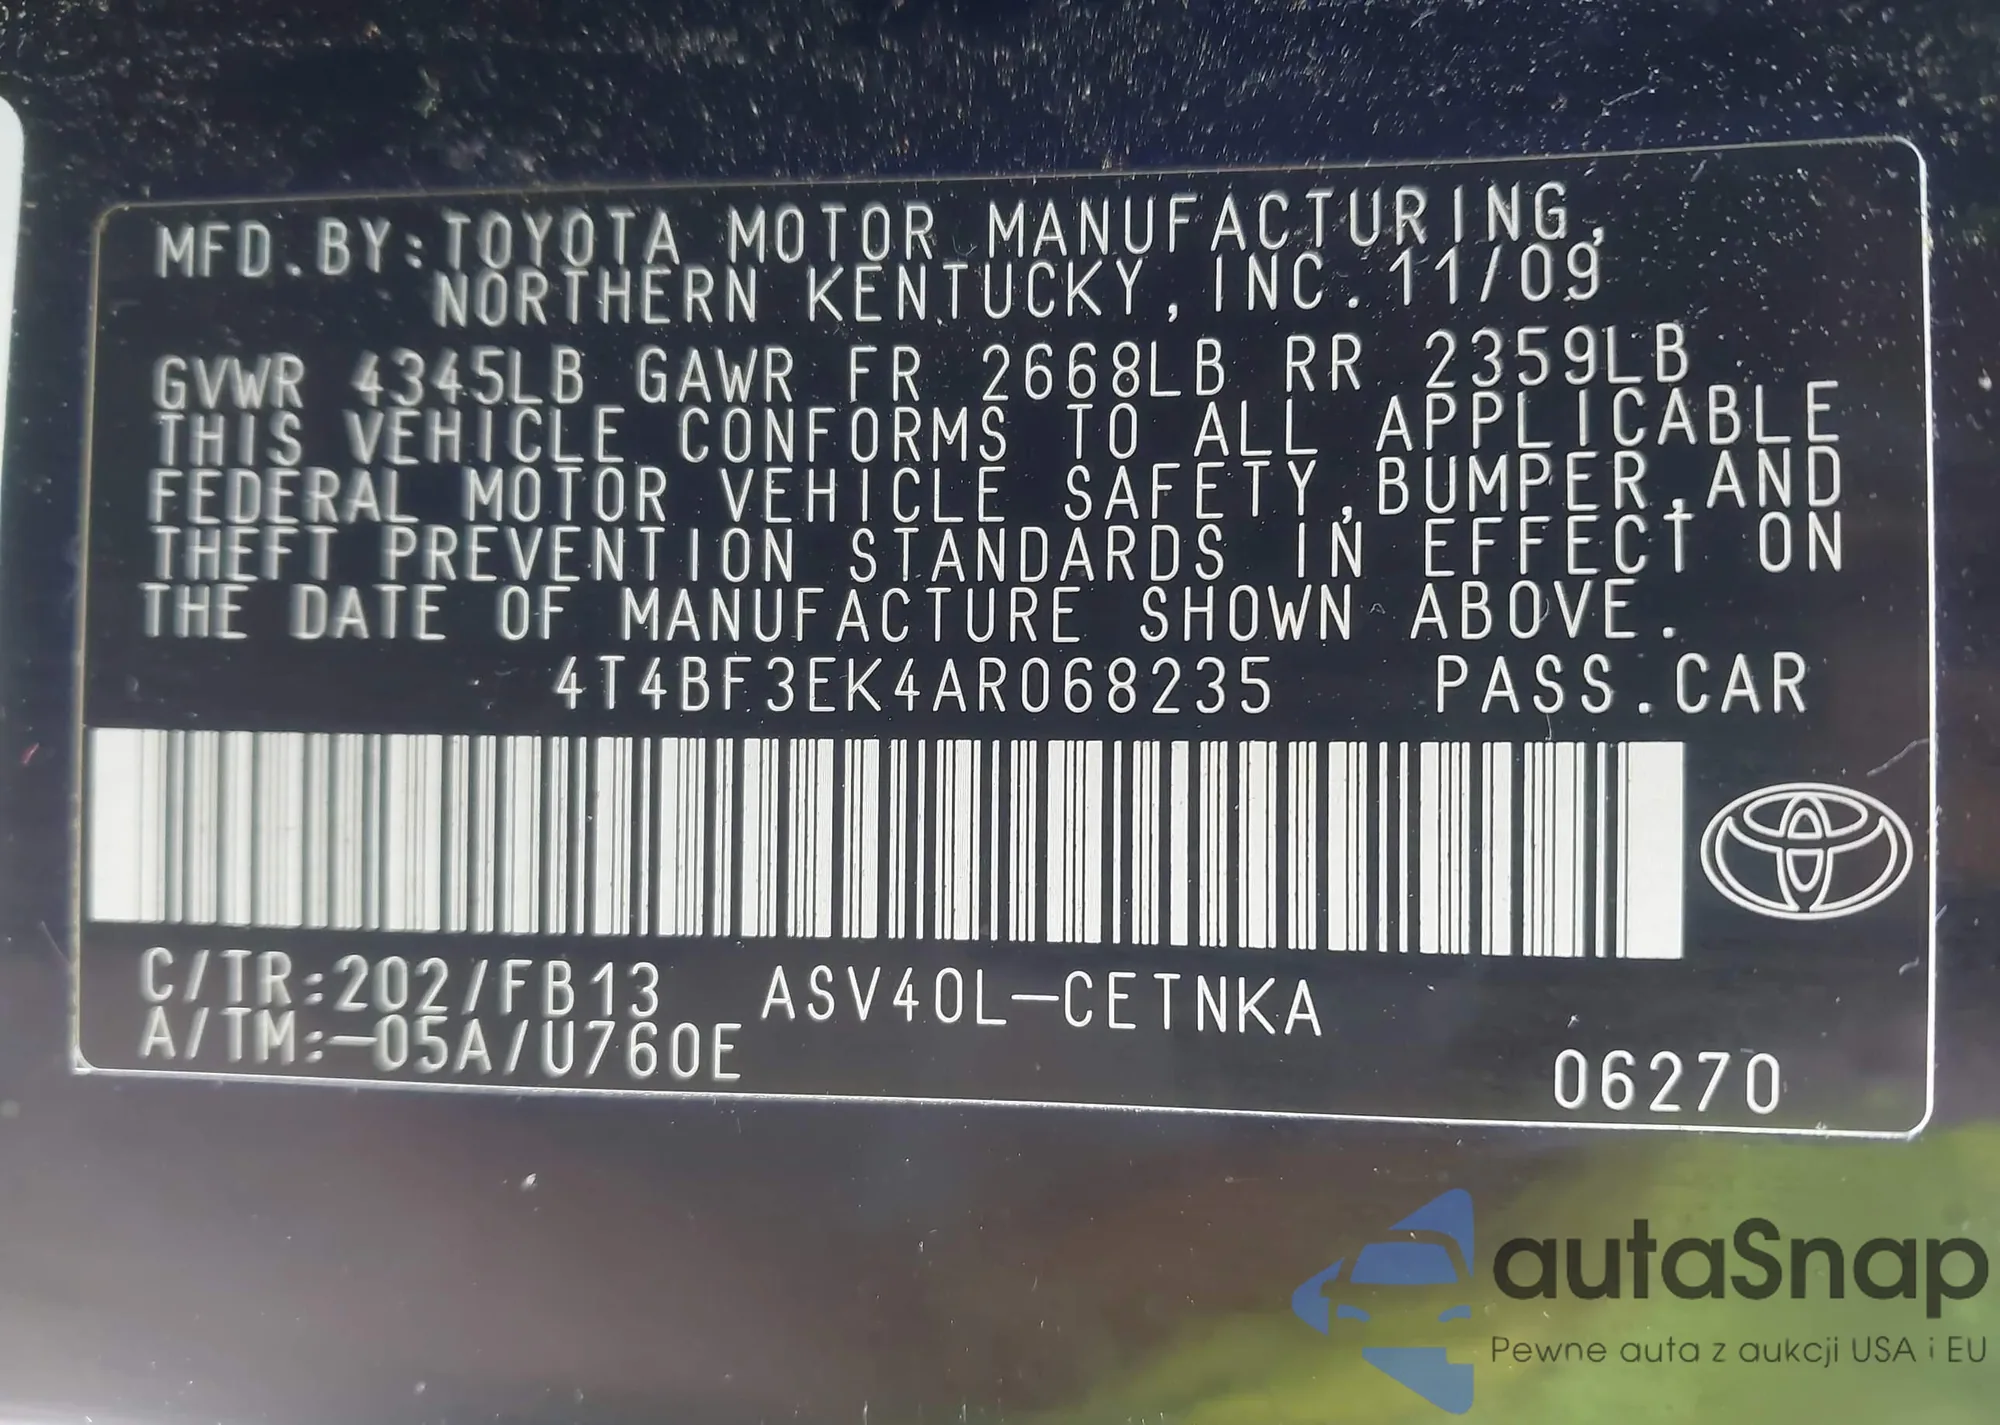 MFD.BY:TOYOTA MOTOR MANUFACTURING,
NORTHERN KENTUCKY, INC. 11/09
GVWR 4345LB GAWR FR 2668LB RR 2359LB
THIS VEHICLE CONFORMS TO ALL APPLICABLE
FEDERAL MOTOR VEHICLE SAFETY,BUMPER,AND
THEFT PREVENTION STANDARDS IN EFFECT ON
THE DATE OF MANUFACTURE SHOWN ABOVE.
4T4BF3EK4AR068235 PASS.CAR
C/TR:202/FB13 ASV40L-CETNKA
A/TM:-05A/U760E
06270
autaSnap
Pewne auta z aukcji USA i EU